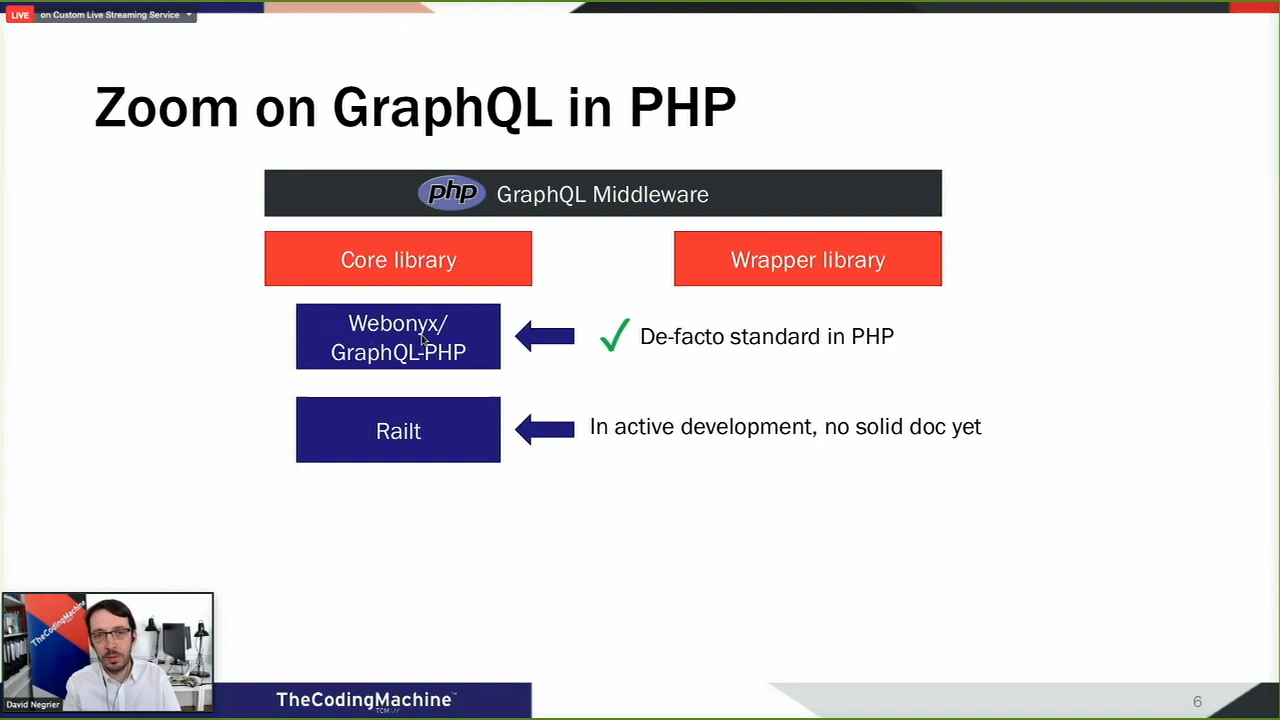 LIVE on Custom Live Streaming Service
Zoom on GraphQL in PHP
php GraphQL Middleware
Core library
Wrapper library
Webonyx/
GraphQL-PHP
De-facto standard in PHP
Railt
In active development, no solid doc yet
TheCodingMachine
David Negrier
TheCodingMachine™
TCM //
6